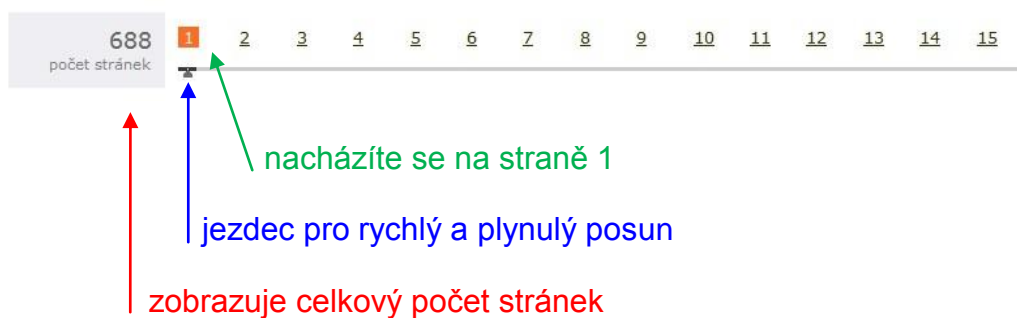 688 1 2 3 4 5 6 7 8 9 10 11 12 13 14 15
počet stránek
nacházíte se na straně 1
jezdec pro rychlý a plynulý posun
zobrazuje celkový počet stránek